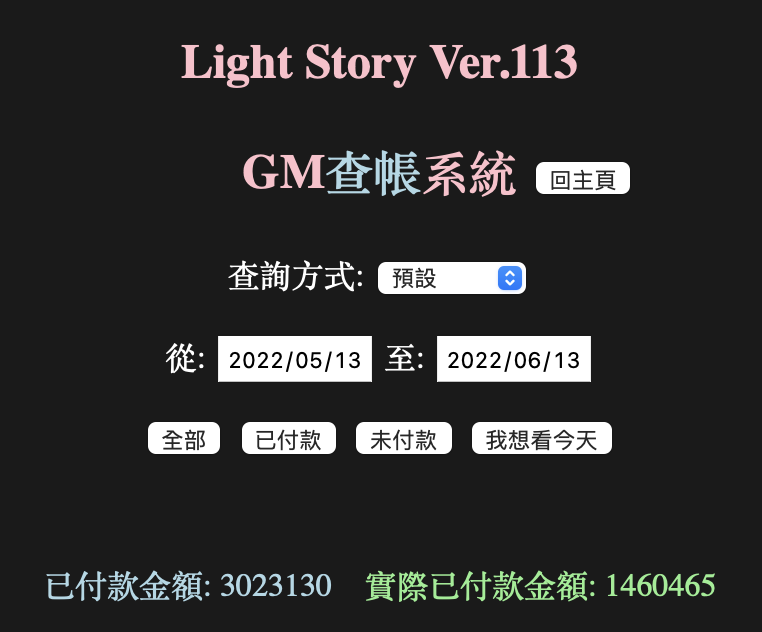 Light Story Ver.113
GM查帳系統 回主頁
查詢方式: 預設
從: 2022/05/13 至: 2022/06/13
全部 已付款 未付款 我想看今天
已付款金額: 3023130 實際已付款金額: 1460465